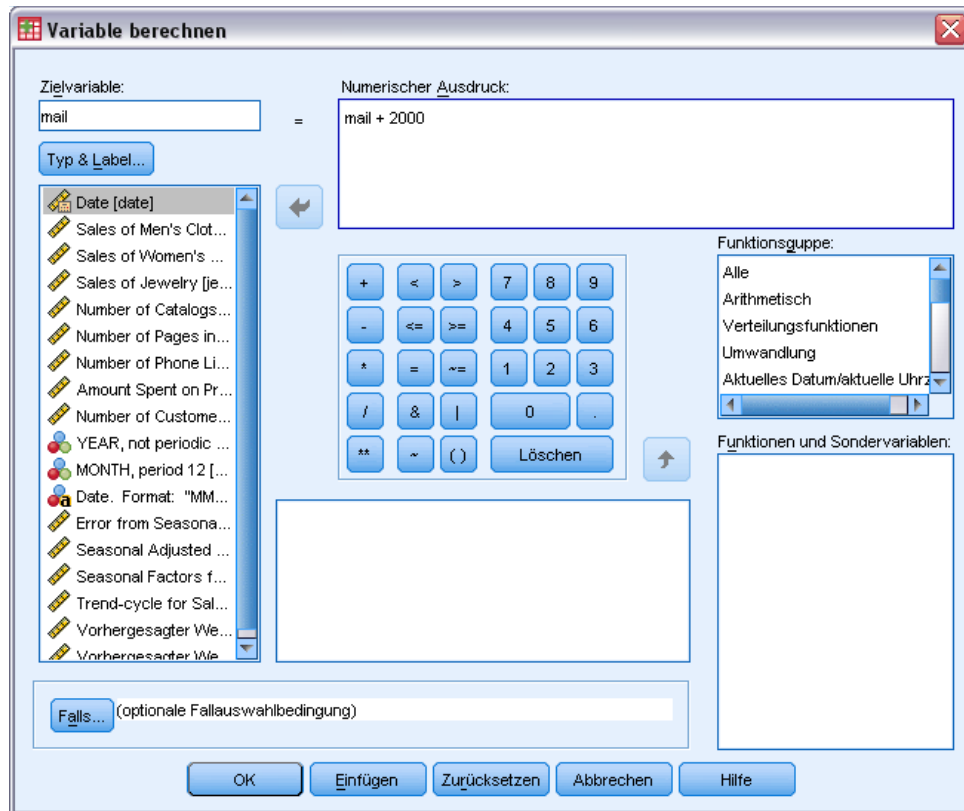 Variable berechnen
Zielvariable:
mail
=
Numerischer Ausdruck:
mail + 2000
Typ & Label...
Date [date]
Sales of Men's Clot...
Sales of Women's ...
Sales of Jewelry [je...
Number of Catalogs...
Number of Pages in...
Number of Phone Li...
Amount Spent on Pr...
Number of Custome...
YEAR, not periodic ...
MONTH, period 12 [...
Date. Format: "MM...
Error from Seasona...
Seasonal Adjusted ...
Seasonal Factors f...
Trend-cycle for Sal...
Vorhergesagter We...
Vorhergesagter We...
+ < > 7 8 9
- <= >= 4 5 6
* = ~= 1 2 3
/ & | 0 .
** ~ ( ) Löschen
Funktionsgruppe:
Alle
Arithmetisch
Verteilungsfunktionen
Umwandlung
Aktuelles Datum/aktuelle Uhrz
Funktionen und Sondervariablen:
Falls... (optionale Fallauswahlbedingung)
OK Einfügen Zurücksetzen Abbrechen Hilfe